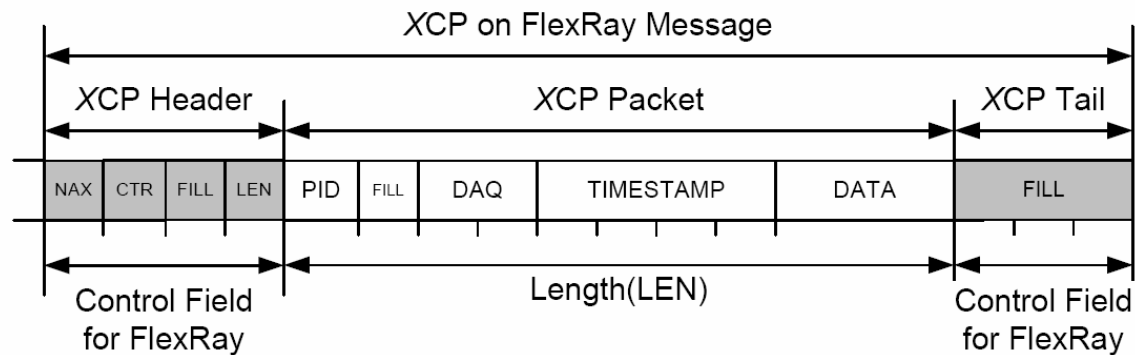 XCP on FlexRay Message
XCP Header XCP Packet XCP Tail
NAX CTR FILL LEN PID FILL DAQ TIMESTAMP DATA FILL
Control Field Length(LEN) Control Field
for FlexRay for FlexRay